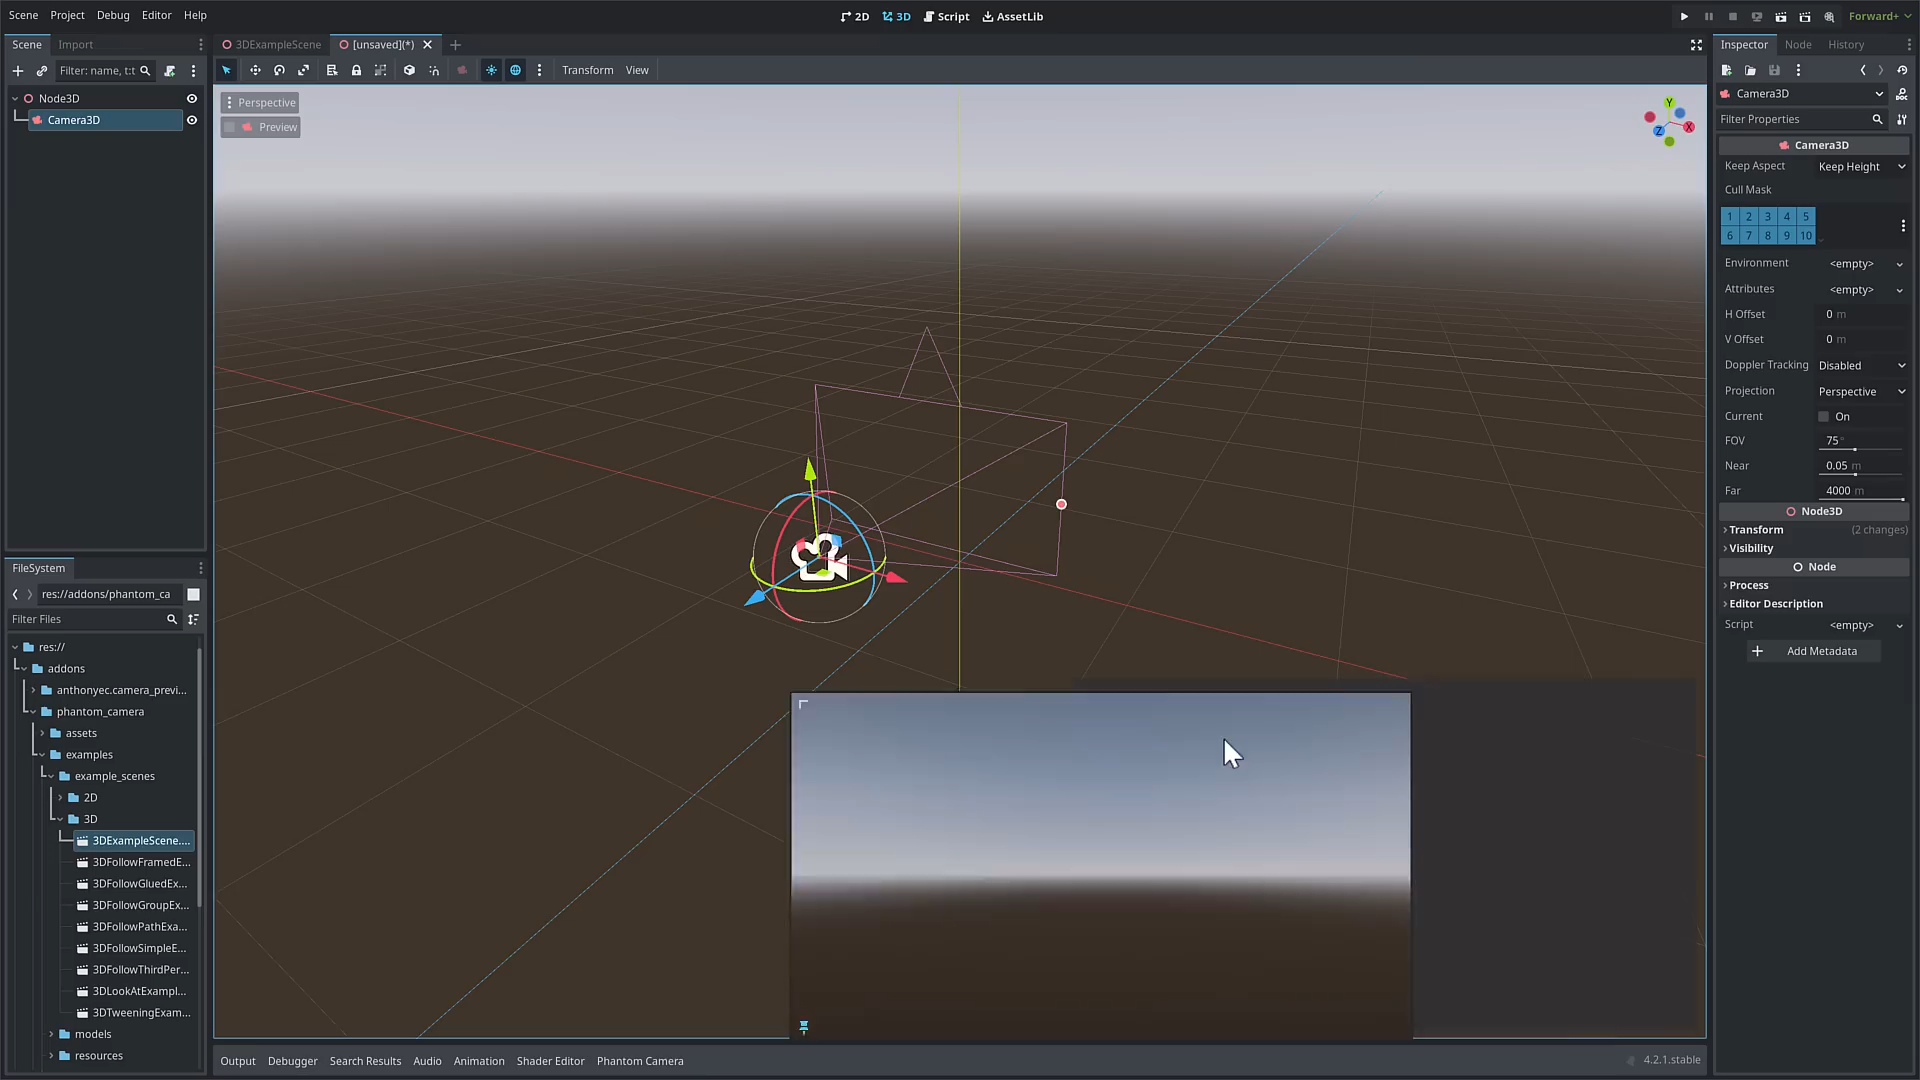 Scene Project Debug Editor Help
2D 3D Script AssetLib
Forward+
Scene Import
Filter: name, t:t
Node3D
Camera3D
3DExampleScene [unsaved](*)
Transform View
Perspective
Preview
Y
X
Z
FileSystem
res://addons/phantom_ca
Filter Files
res://
addons
anthonyec.camera_previ...
phantom_camera
assets
examples
example_scenes
2D
3D
3DExampleScene....
3DFollowFramedE...
3DFollowGluedEx...
3DFollowGroupEx...
3DFollowPathExa...
3DFollowSimpleE...
3DFollowThirdPer...
3DLookAtExampl...
3DTweeningExam...
models
resources
Output Debugger Search Results Audio Animation Shader Editor Phantom Camera
4.2.1.stable
Inspector Node History
Camera3D
DOC
Filter Properties
Camera3D
Keep Aspect Keep Height
Cull Mask
1 2 3 4 5
6 7 8 9 10
Environment <empty>
Attributes <empty>
H Offset 0 m
V Offset 0 m
Doppler Tracking Disabled
Projection Perspective
Current On
FOV 75 °
Near 0.05 m
Far 4000 m
Node3D
Transform (2 changes)
Visibility
Node
Process
Editor Description
Script <empty>
Add Metadata